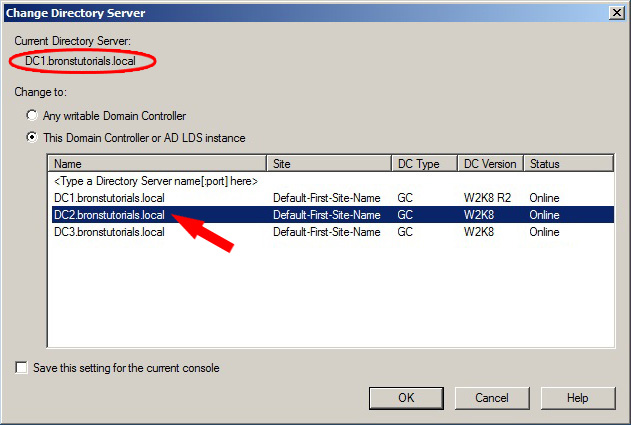 Change Directory Server
Current Directory Server:
DC1.bronstutorials.local
Change to:
Any writable Domain Controller
This Domain Controller or AD LDS instance
Name Site DC Type DC Version Status
<Type a Directory Server name[:port] here>
DC1.bronstutorials.local Default-First-Site-Name GC W2K8 R2 Online
DC2.bronstutorials.local Default-First-Site-Name GC W2K8 Online
DC3.bronstutorials.local Default-First-Site-Name GC W2K8 Online
Save this setting for the current console
OK Cancel Help